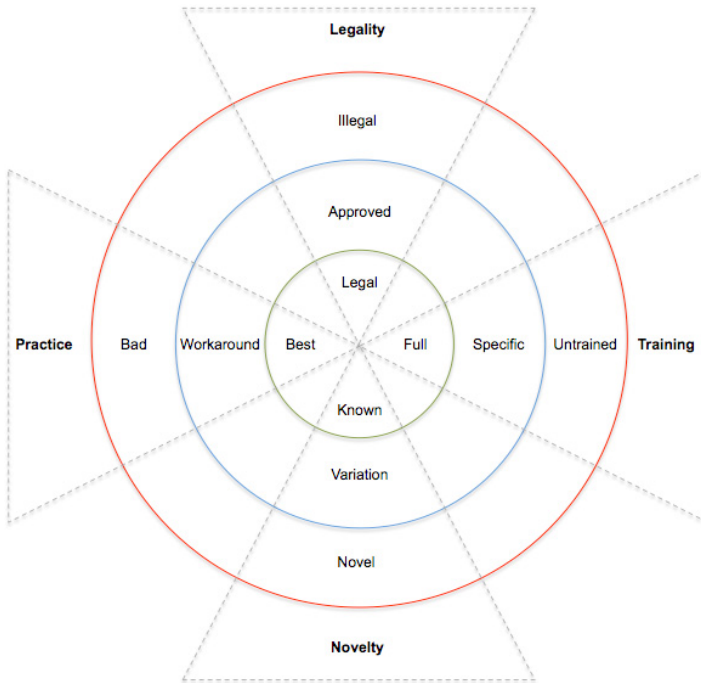 Legality
Illegal
Approved
Legal
Practice Bad Workaround Best Full Specific Untrained Training
Known
Variation
Novel
Novelty